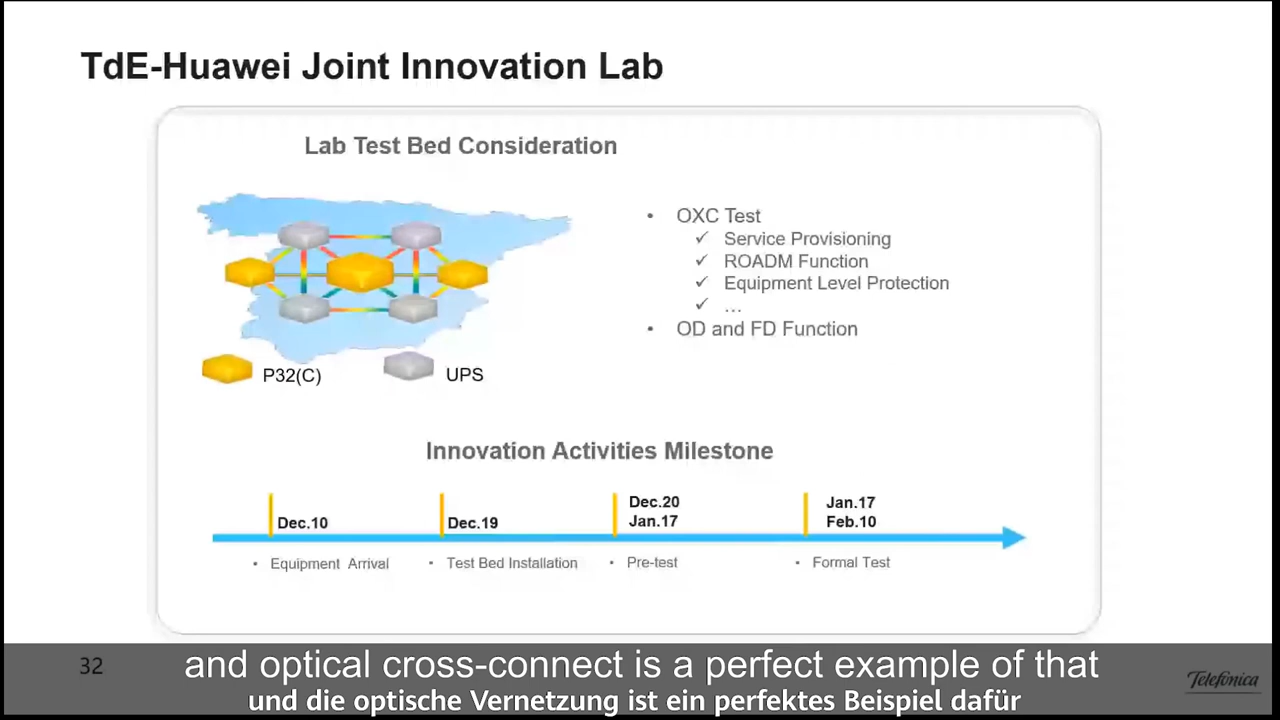 TdE-Huawei Joint Innovation Lab
Lab Test Bed Consideration
• OXC Test
✓ Service Provisioning
✓ ROADM Function
✓ Equipment Level Protection
✓ …
• OD and FD Function
P32(C)
UPS
Innovation Activities Milestone
Dec.10
Dec.19
Dec.20
Jan.17
Jan.17
Feb.10
• Equipment Arrival
• Test Bed Installation
• Pre-test
• Formal Test
32
and optical cross-connect is a perfect example of that
und die optische Vernetzung ist ein perfektes Beispiel dafür
Telefónica